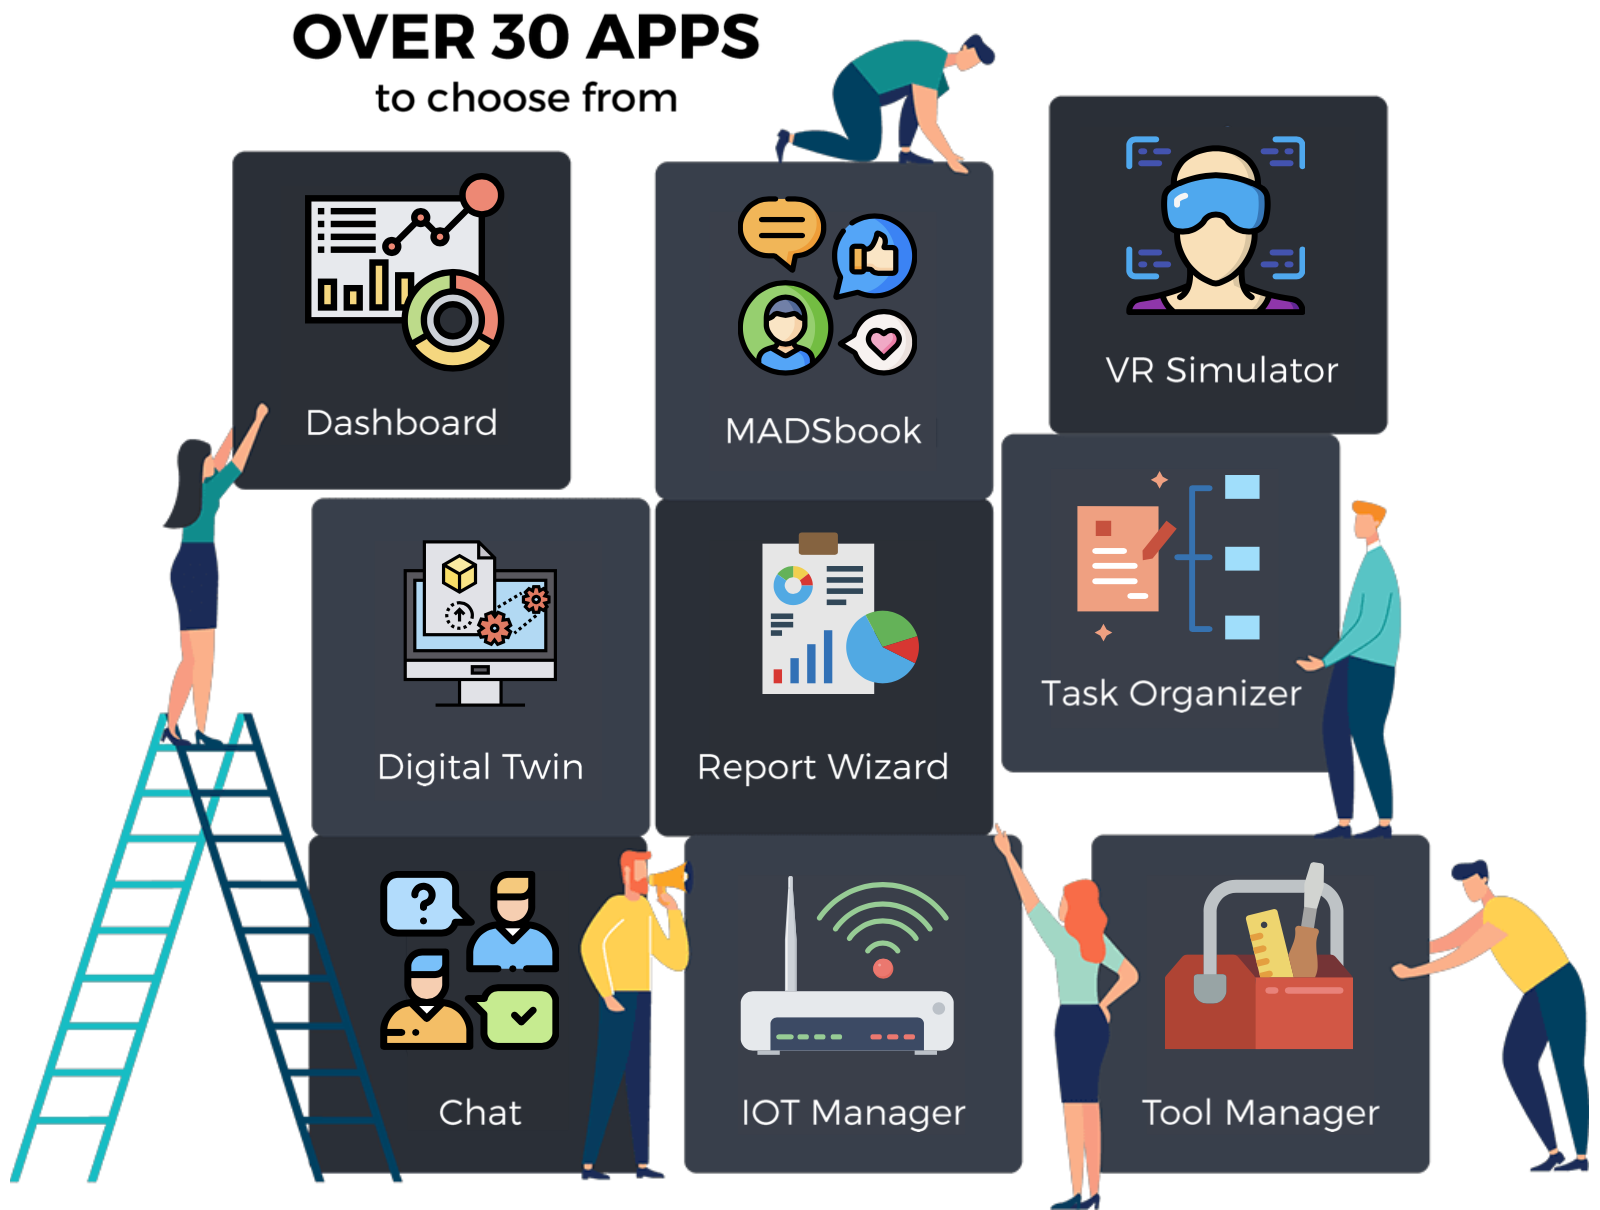 OVER 30 APPS
to choose from
Dashboard
MADSbook
VR Simulator
Digital Twin
Report Wizard
Task Organizer
?
Chat
IOT Manager
Tool Manager